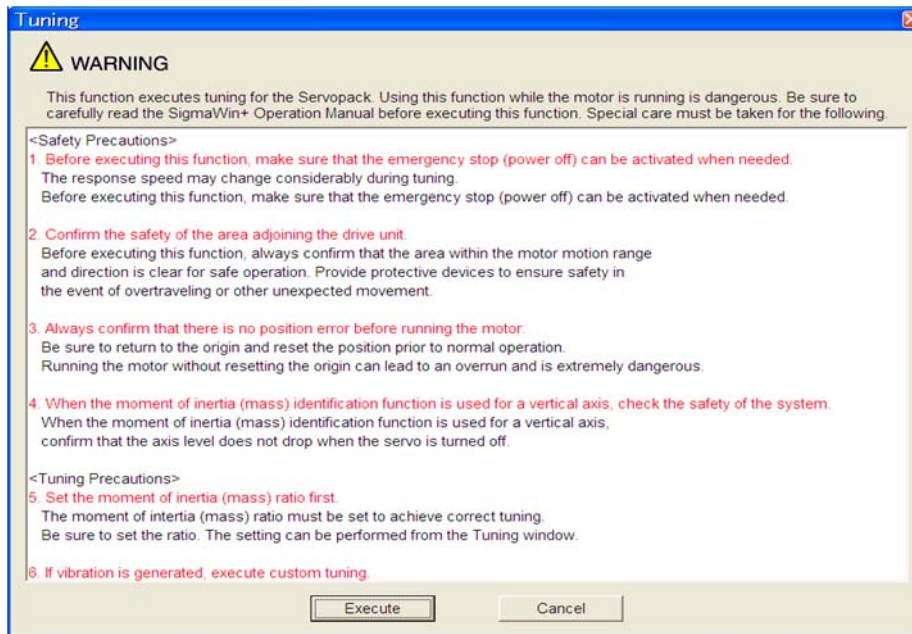 Tuning
WARNING
This function executes tuning for the Servopack. Using this function while the motor is running is dangerous. Be sure to
carefully read the SigmaWin+ Operation Manual before executing this function. Special care must be taken for the following.
<Safety Precautions>
1. Before executing this function, make sure that the emergency stop (power off) can be activated when needed.
The response speed may change considerably during tuning.
Before executing this function, make sure that the emergency stop (power off) can be activated when needed.
2. Confirm the safety of the area adjoining the drive unit.
Before executing this function, always confirm that the area within the motor motion range
and direction is clear for safe operation. Provide protective devices to ensure safety in
the event of overtraveling or other unexpected movement.
3. Always confirm that there is no position error before running the motor.
Be sure to return to the origin and reset the position prior to normal operation.
Running the motor without resetting the origin can lead to an overrun and is extremely dangerous.
4. When the moment of inertia (mass) identification function is used for a vertical axis, check the safety of the system.
When the moment of inertia (mass) identification function is used for a vertical axis,
confirm that the axis level does not drop when the servo is turned off.
<Tuning Precautions>
5. Set the moment of inertia (mass) ratio first.
The moment of intertia (mass) ratio must be set to achieve correct tuning.
Be sure to set the ratio. The setting can be performed from the Tuning window.
6. If vibration is generated, execute custom tuning.
Execute
Cancel